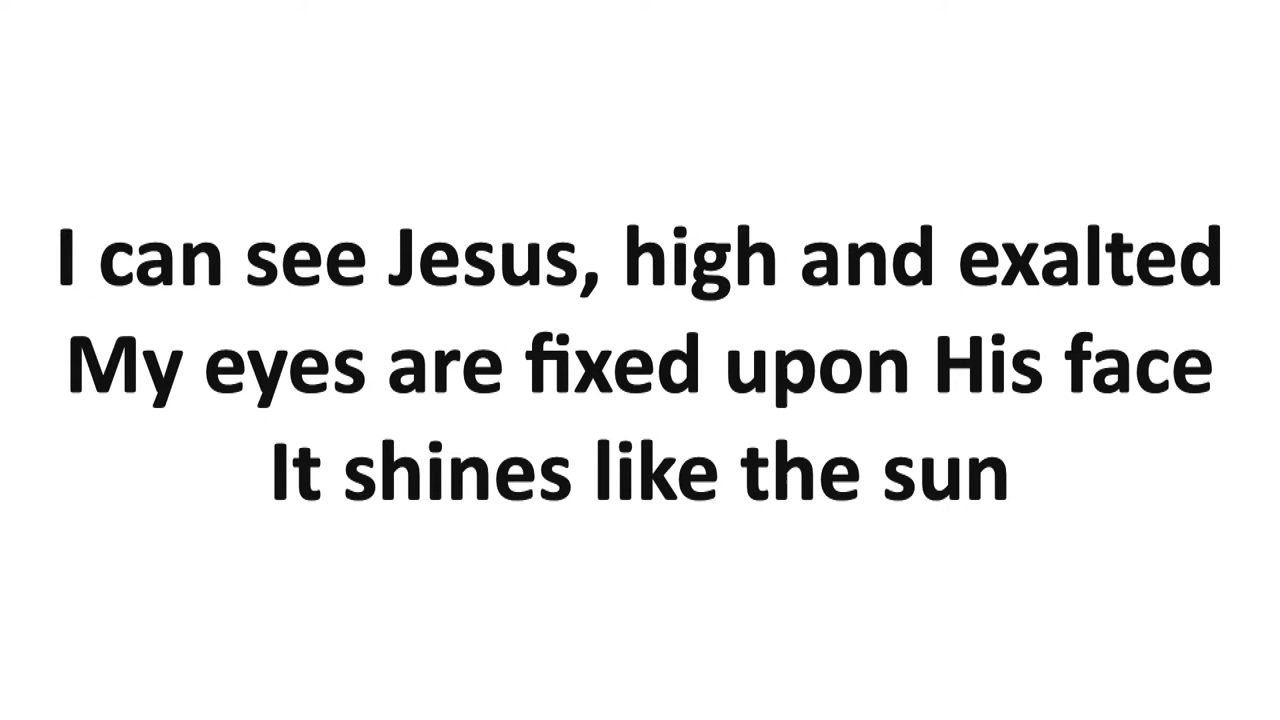 I can see Jesus, high and exalted
My eyes are fixed upon His face
It shines like the sun